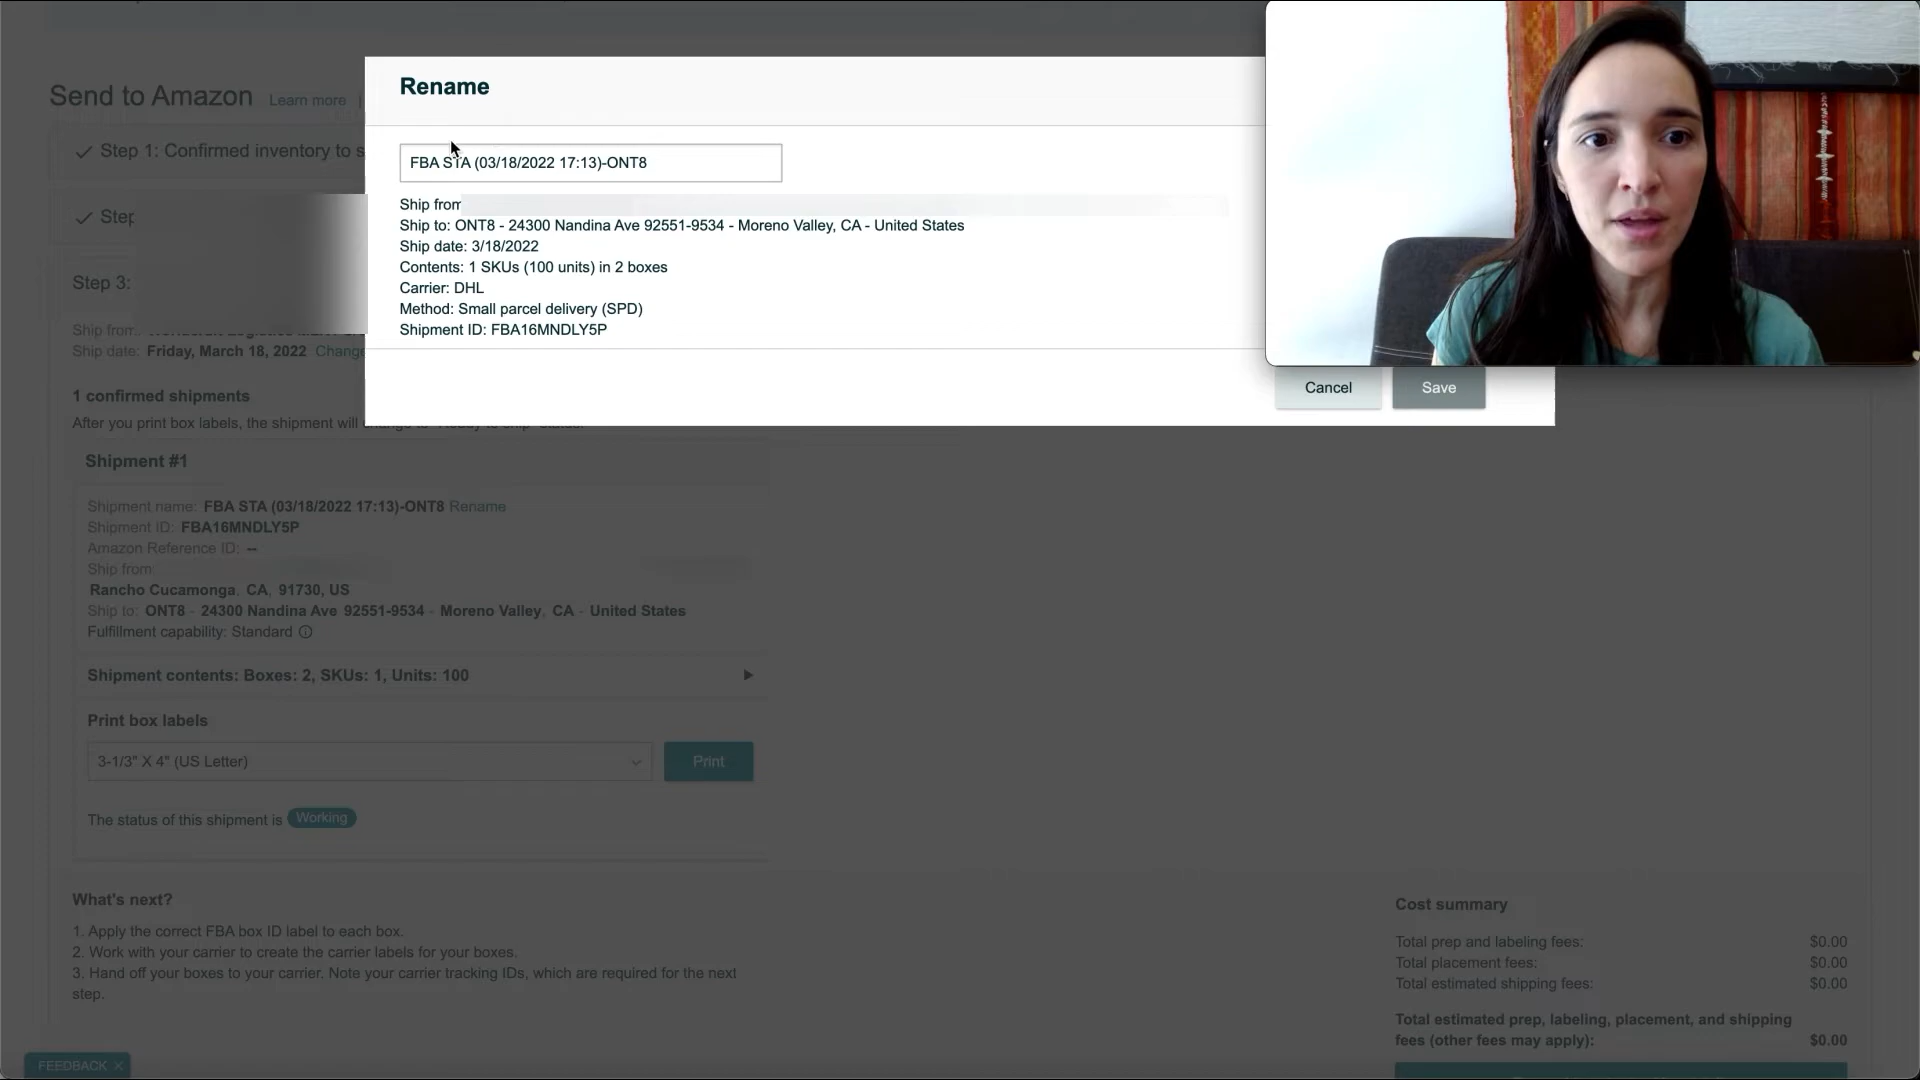 Rename
Send to Amazon Learn more |
Step 1: Confirmed inventory to s
FBA STA (03/18/2022 17:13)-ONT8
Step
Ship from
Ship to: ONT8 - 24300 Nandina Ave 92551-9534 - Moreno Valley, CA - United States
Ship date: 3/18/2022
Contents: 1 SKUs (100 units) in 2 boxes
Carrier: DHL
Method: Small parcel delivery (SPD)
Shipment ID: FBA16MNDLY5P
Cancel
Save
Step 3:
Ship from:
Ship date: Friday, March 18, 2022 Change
1 confirmed shipments
After you print box labels, the shipment will
Shipment #1
Shipment name: FBA STA (03/18/2022 17:13)-ONT8 Rename
Shipment ID: FBA16MNDLY5P
Amazon Reference ID: --
Ship from:
Rancho Cucamonga, CA, 91730, US
Ship to: ONT8 - 24300 Nandina Ave 92551-9534 - Moreno Valley, CA - United States
Fulfillment capability: Standard
Shipment contents: Boxes: 2, SKUs: 1, Units: 100
Print box labels
3-1/3" X 4" (US Letter)
Print
The status of this shipment is Working
What's next?
1. Apply the correct FBA box ID label to each box.
2. Work with your carrier to create the carrier labels for your boxes.
3. Hand off your boxes to your carrier. Note your carrier tracking IDs, which are required for the next
step.
Cost summary
Total prep and labeling fees: $0.00
Total placement fees: $0.00
Total estimated shipping fees: $0.00
Total estimated prep, labeling, placement, and shipping
fees (other fees may apply): $0.00
FEEDBACK X